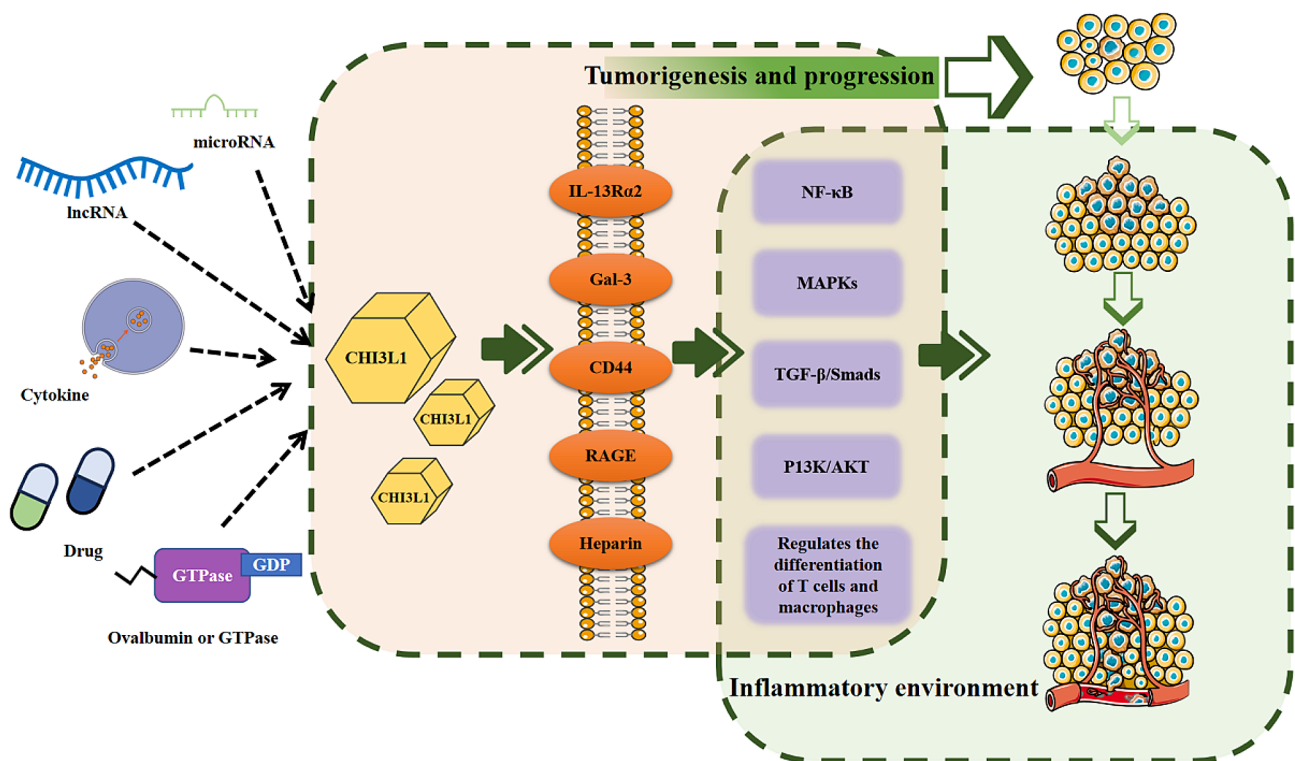 Tumorigenesis and progression
microRNA
lncRNA
Cytokine
Drug
GTPase
GDP
Ovalbumin or GTPase
CHI3L1
CHI3L1
CHI3L1
IL-13Rα2
Gal-3
CD44
RAGE
Heparin
NF-κB
MAPKs
TGF-β/Smads
P13K/AKT
Regulates the
differentiation
of T cells and
macrophages
Inflammatory environment